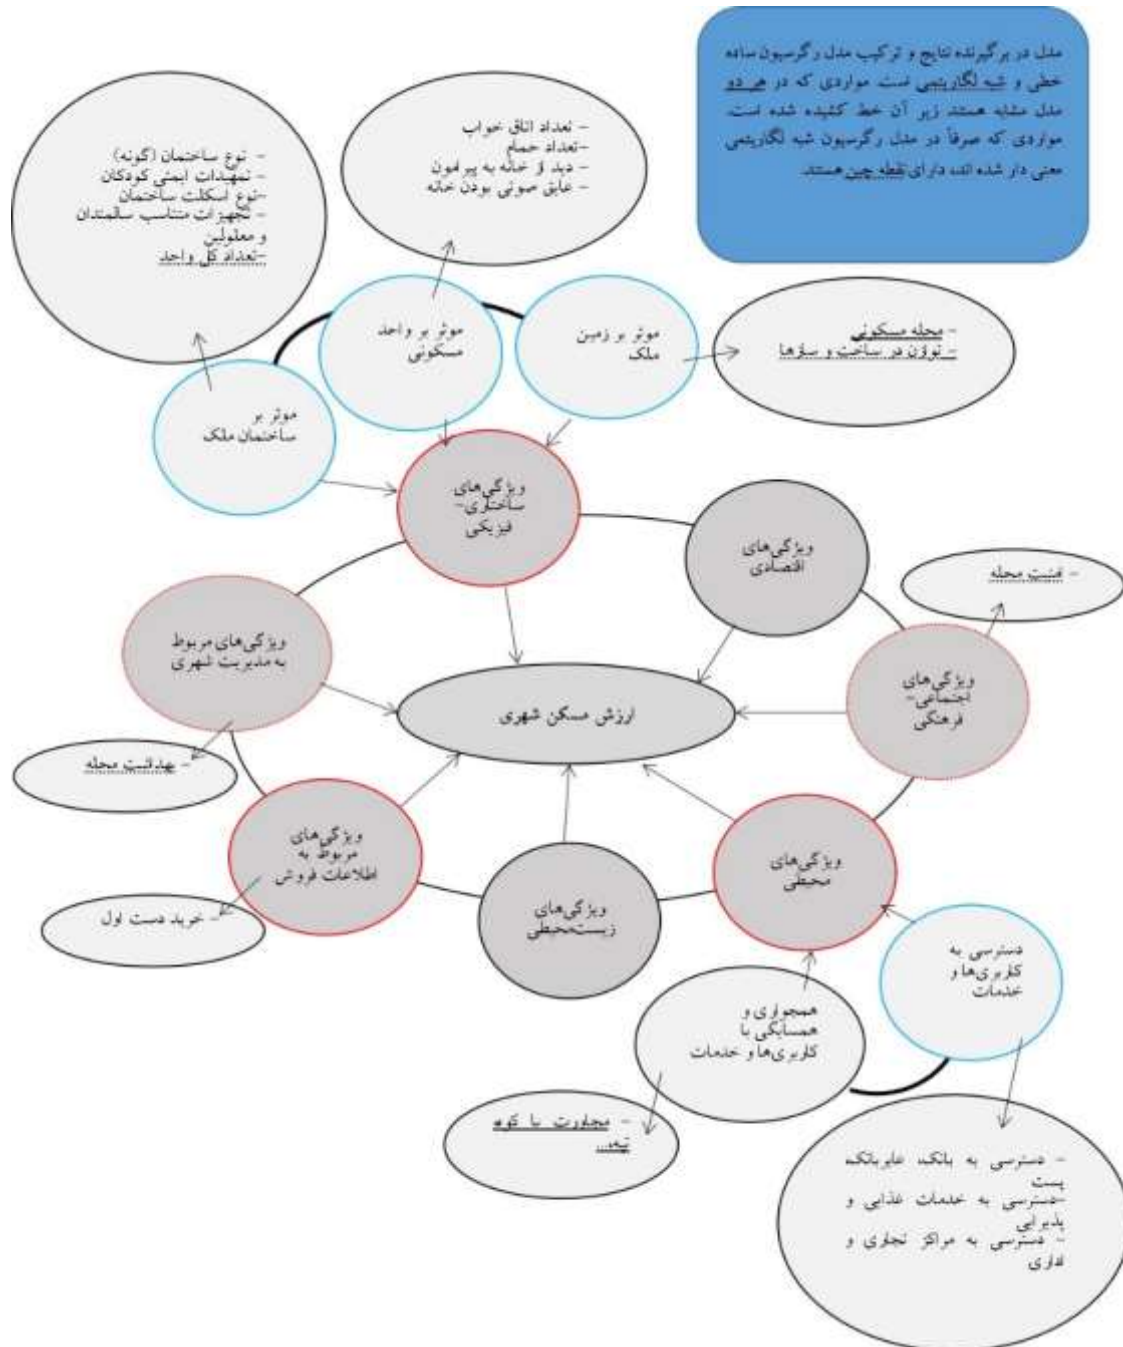 مدل در برگیرنده نتایج و ترکیب مدل رگرسیون ساده
خطی و شبه لگاریتمی است. مواردی که در هر دو
مدل مشابه هستند زیر آن خط کشیده شده است.
مواردی که صرفاً در مدل رگرسیون شبه لگاریتمی
معنی دار شده اند، دارای نقطه چین هستند.
- تعداد اتاق خواب
- تعداد حمام
- دید از خانه به پیرامون
- عایق صوتی بودن خانه
- نوع ساختمان (گونه)
- تمهیدات ایمنی کودکان
- نوع اسکلت ساختمان
- تجهیزات متناسب سالمندان
و معلولین
- تعداد کل واحد
- محله مسکونی
- توازن در ساخت و سازها
موثر بر زمین
ملک
موثر بر واحد
مسکونی
موثر بر
ساختمان ملک
ویژگی‌های
ساختاری-
فیزیکی
ویژگی‌های
اقتصادی
- امنیت محله
ویژگی‌های مربوط
به مدیریت شهری
ویژگی‌های
اجتماعی-
فرهنگی
ارزش مسکن شهری
- بهداشت محله
ویژگی‌های
مربوط به
اطلاعات فروش
ویژگی‌های
محیطی
- خرید دست اول
ویژگی‌های
زیست‌محیطی
دسترسی به
کاربری‌ها و
خدمات
همجواری و
همسایگی با
کاربری‌ها و خدمات
- مجاورت با کوه،
تپه...
- دسترسی به بانک، عابربانک،
پست
- دسترسی به خدمات غذایی و
پذیرایی
- دسترسی به مراکز تجاری و
اداری